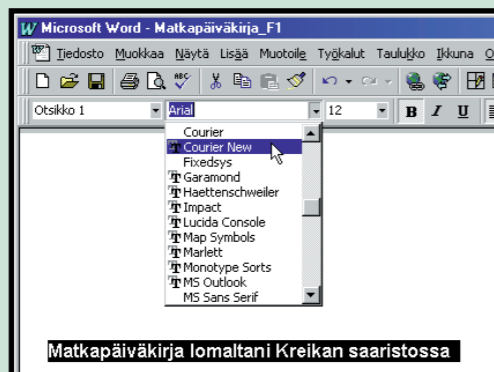 Microsoft Word - Matkapäiväkirja_F1
Tiedosto Muokkaa Näytä Lisää Muotoile Työkalut Taulukko Ikkuna O
ABC
Otsikko 1 Arial 12 B I U
Courier
Courier New
Fixedsys
Garamond
Haettenschweiler
Impact
Lucida Console
Map Symbols
Marlett
Monotype Sorts
MS Outlook
MS Sans Serif
Matkapäiväkirja lomaltani Kreikan saaristossa